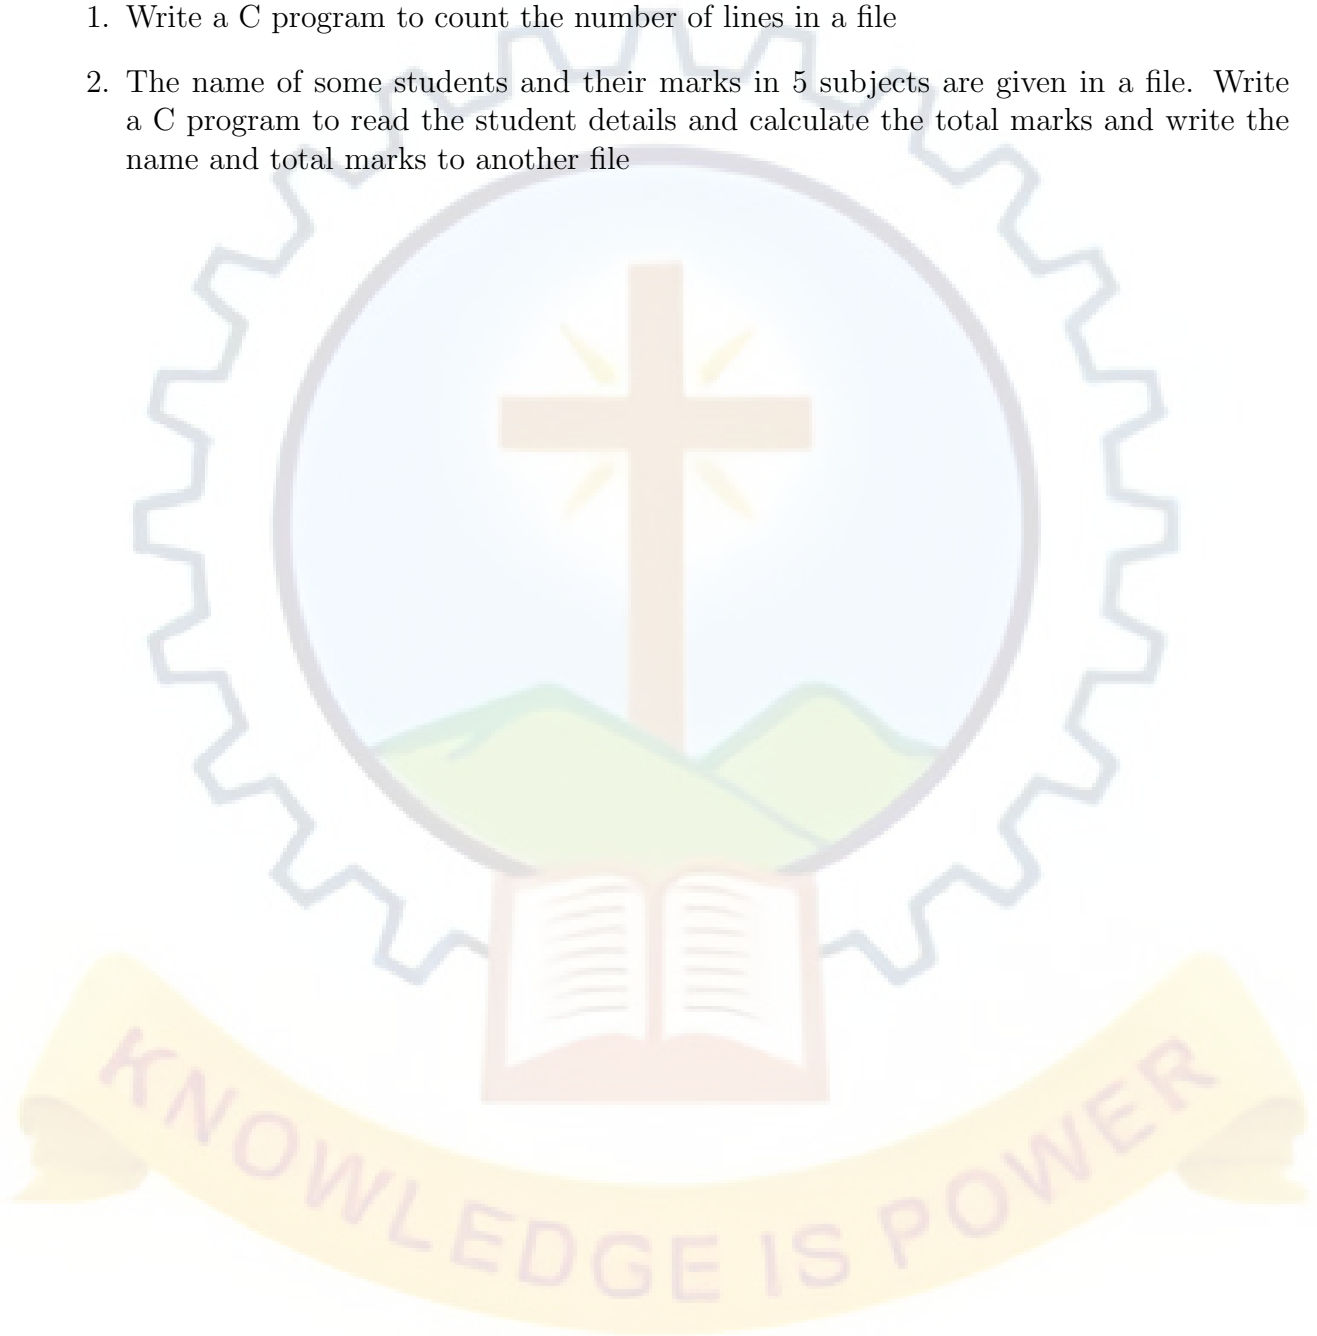 1. Write a C program to count the number of lines in a file
2. The name of some students and their marks in 5 subjects are given in a file. Write
a C program to read the student details and calculate the total marks and write the
name and total marks to another file
KNOWLEDGE IS POWER